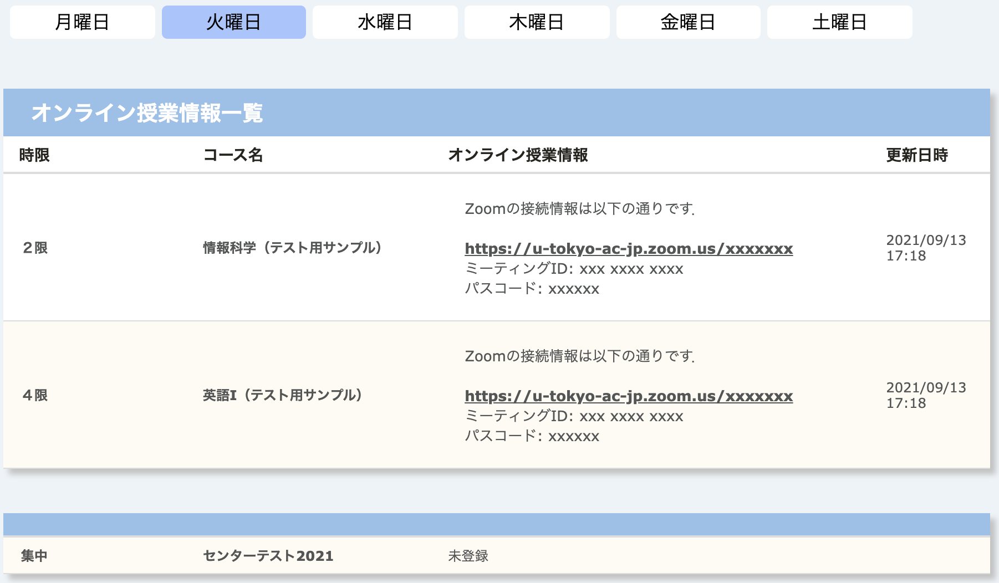 月曜日 火曜日 水曜日 木曜日 金曜日 土曜日
オンライン授業情報一覧
時限 コース名 オンライン授業情報 更新日時
２限 情報科学（テスト用サンプル）
Zoomの接続情報は以下の通りです.
https://u-tokyo-ac-jp.zoom.us/xxxxxxx
ミーティングID: xxx xxxx xxxx
パスコード: xxxxxx
2021/09/13
17:18
４限 英語I（テスト用サンプル）
Zoomの接続情報は以下の通りです.
https://u-tokyo-ac-jp.zoom.us/xxxxxxx
ミーティングID: xxx xxxx xxxx
パスコード: xxxxxx
2021/09/13
17:18
集中 センターテスト2021 未登録